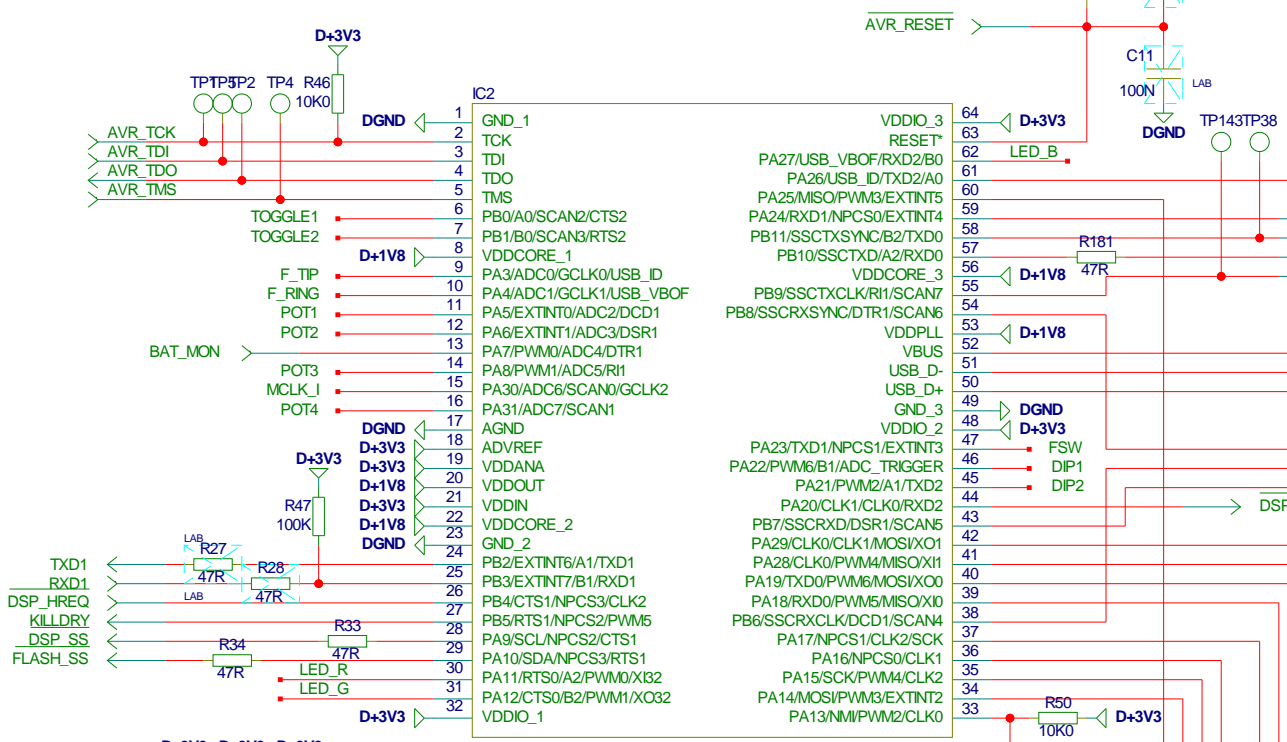 AVR_RESET
D+3V3
C11
100N LAB
DGND
TP1 TP5 TP2 TP4 R46
10K0
TP143 TP38
IC2
AVR_TCK
AVR_TDI
AVR_TDO
AVR_TMS
DGND 1 GND_1
2 TCK
3 TDI
4 TDO
5 TMS
TOGGLE1 6 PB0/A0/SCAN2/CTS2
TOGGLE2 7 PB1/B0/SCAN3/RTS2
D+1V8 8 VDDCORE_1
F_TIP 9 PA3/ADC0/GCLK0/USB_ID
F_RING 10 PA4/ADC1/GCLK1/USB_VBOF
POT1 11 PA5/EXTINT0/ADC2/DCD1
POT2 12 PA6/EXTINT1/ADC3/DSR1
BAT_MON 13 PA7/PWM0/ADC4/DTR1
POT3 14 PA8/PWM1/ADC5/RI1
MCLK_I 15 PA30/ADC6/SCAN0/GCLK2
POT4 16 PA31/ADC7/SCAN1
DGND 17 AGND
D+3V3 18 ADVREF
D+3V3 19 VDDANA
D+1V8 20 VDDOUT
D+3V3 21 VDDIN
D+1V8 22 VDDCORE_2
DGND 23 GND_2
D+3V3
R47
100K
LAB
R27
47R
R28
47R
LAB
TXD1 24 PB2/EXTINT6/A1/TXD1
RXD1 25 PB3/EXTINT7/B1/RXD1
DSP_HREQ 26 PB4/CTS1/NPCS3/CLK2
KILLDRY 27 PB5/RTS1/NPCS2/PWM5
DSP_SS R33 47R 28 PA9/SCL/NPCS2/CTS1
FLASH_SS R34 47R 29 PA10/SDA/NPCS3/RTS1
LED_R 30 PA11/RTS0/A2/PWM0/XI32
LED_G 31 PA12/CTS0/B2/PWM1/XO32
D+3V3 32 VDDIO_1
VDDIO_3 64 D+3V3
RESET* 63
PA27/USB_VBOF/RXD2/B0 62 LED_B
PA26/USB_ID/TXD2/A0 61
PA25/MISO/PWM3/EXTINT5 60
PA24/RXD1/NPCS0/EXTINT4 59
PB11/SSCTXSYNC/B2/TXD0 58
PB10/SSCTXD/A2/RXD0 57 R181 47R
VDDCORE_3 56 D+1V8
PB9/SSCTXCLK/RI1/SCAN7 55
PB8/SSCRXSYNC/DTR1/SCAN6 54
VDDPLL 53 D+1V8
VBUS 52
USB_D- 51
USB_D+ 50
GND_3 49 DGND
VDDIO_2 48 D+3V3
PA23/TXD1/NPCS1/EXTINT3 47 FSW
PA22/PWM6/B1/ADC_TRIGGER 46 DIP1
PA21/PWM2/A1/TXD2 45 DIP2
PA20/CLK1/CLK0/RXD2 44 DSP
PB7/SSCRXD/DSR1/SCAN5 43
PA29/CLK0/CLK1/MOSI/XO1 42
PA28/CLK0/PWM4/MISO/XI1 41
PA19/TXD0/PWM6/MOSI/XO0 40
PA18/RXD0/PWM5/MISO/XI0 39
PB6/SSCRXCLK/DCD1/SCAN4 38
PA17/NPCS1/CLK2/SCK 37
PA16/NPCS0/CLK1 36
PA15/SCK/PWM4/CLK2 35
PA14/MOSI/PWM3/EXTINT2 34
PA13/NMI/PWM2/CLK0 33 R50 10K0 D+3V3
D+3V3 D+3V3 D+3V3